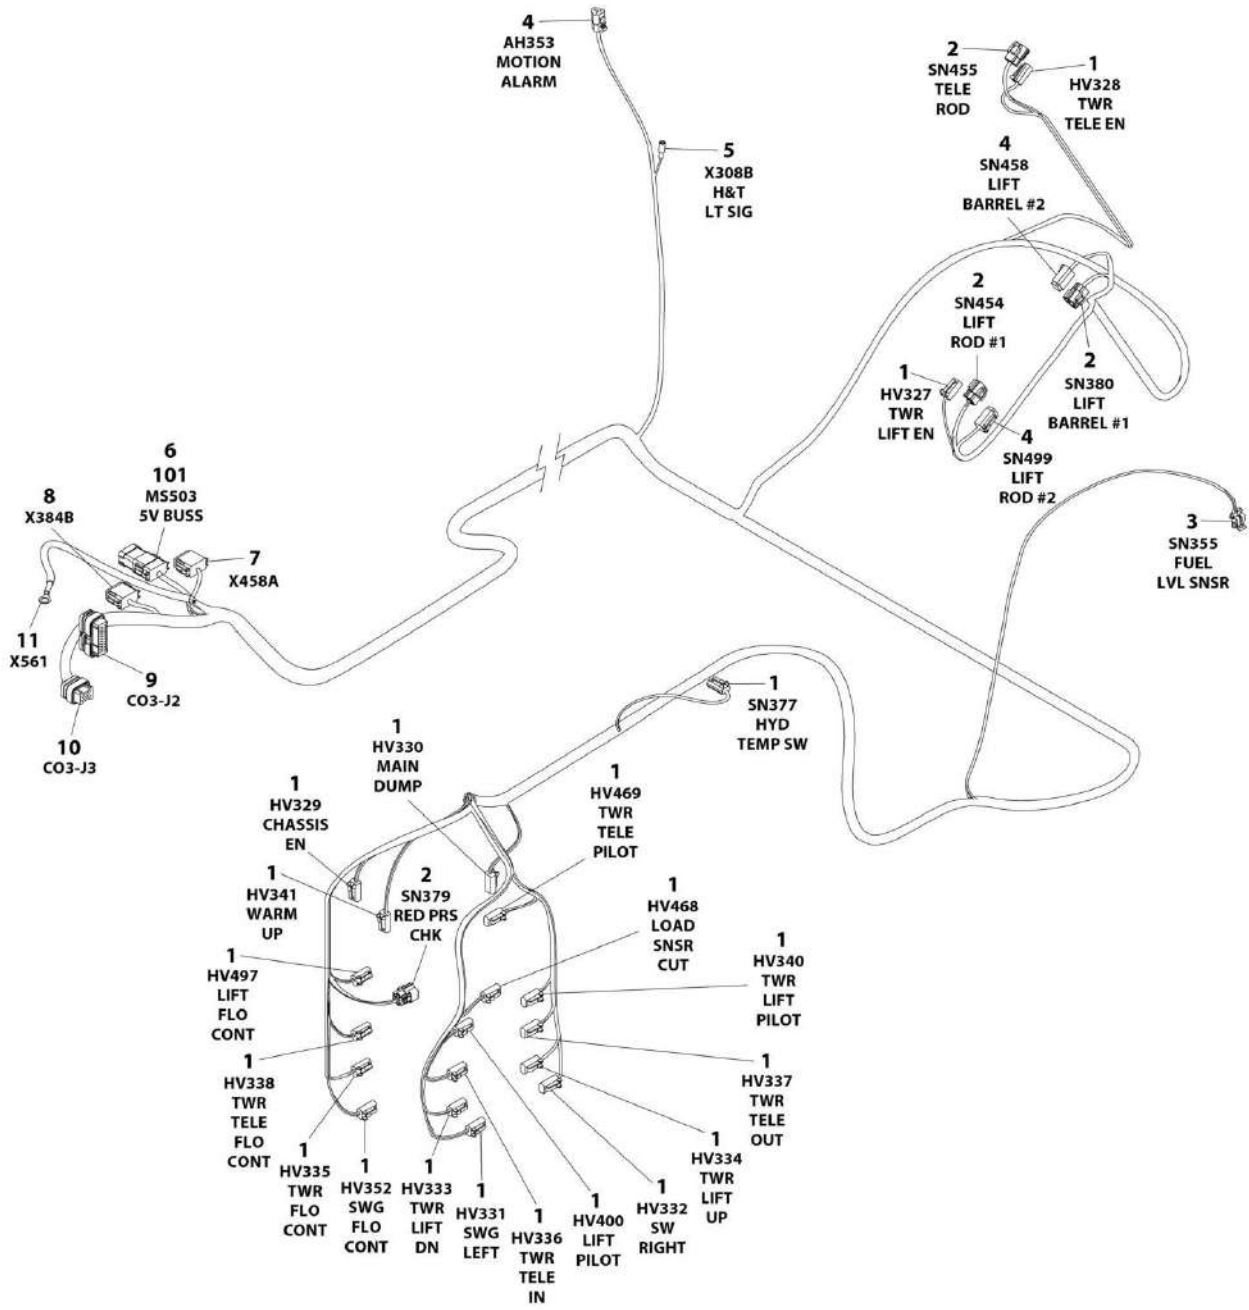 4
AH353
MOTION
ALARM
2
SN455
TELE
ROD
1
HV328
TWR
TELE EN
5
X308B
H&T
LT SIG
4
SN458
LIFT
BARREL #2
2
SN454
LIFT
ROD #1
1
HV327
TWR
LIFT EN
2
SN380
LIFT
BARREL #1
4
SN499
LIFT
ROD #2
3
SN355
FUEL
LVL SNSR
6
101
MS503
5V BUSS
8
X384B
7
X458A
11
X561
9
CO3-J2
10
CO3-J3
1
SN377
HYD
TEMP SW
1
HV330
MAIN
DUMP
1
HV329
CHASSIS
EN
1
HV469
TWR
TELE
PILOT
1
HV341
WARM
UP
2
SN379
RED PRS
CHK
1
HV468
LOAD
SNSR
CUT
1
HV497
LIFT
FLO
CONT
1
HV340
TWR
LIFT
PILOT
1
HV338
TWR
TELE
FLO
CONT
1
HV337
TWR
TELE
OUT
1
HV335
TWR
FLO
CONT
1
HV352
SWG
FLO
CONT
1
HV333
TWR
LIFT
DN
1
HV331
SWG
LEFT
1
HV336
TWR
TELE
IN
1
HV400
LIFT
PILOT
1
HV332
SW
RIGHT
1
HV334
TWR
LIFT
UP